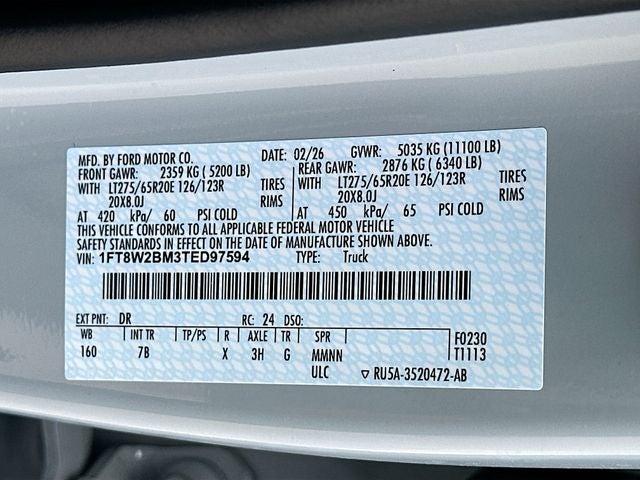 MFD. BY FORD MOTOR CO. DATE: 02/26 GVWR: 5035 KG (11100 LB)
FRONT GAWR: 2359 KG ( 5200 LB) REAR GAWR: 2876 KG ( 6340 LB)
WITH LT275/65R20E 126/123R TIRES WITH LT275/65R20E 126/123R TIRES
20X8.0J RIMS 20X8.0J RIMS
AT 420 kPa/ 60 PSI COLD AT 450 kPa/ 65 PSI COLD
THIS VEHICLE CONFORMS TO ALL APPLICABLE FEDERAL MOTOR VEHICLE
SAFETY STANDARDS IN EFFECT ON THE DATE OF MANUFACTURE SHOWN ABOVE.
VIN: 1FT8W2BM3TED97594 TYPE: Truck
EXT PNT: DR RC: 24 DSO:
WB INT TR TP/PS R AXLE TR SPR F0230
160 7B X 3H G MMNN T1113
ULC ▽ RU5A-3520472-AB